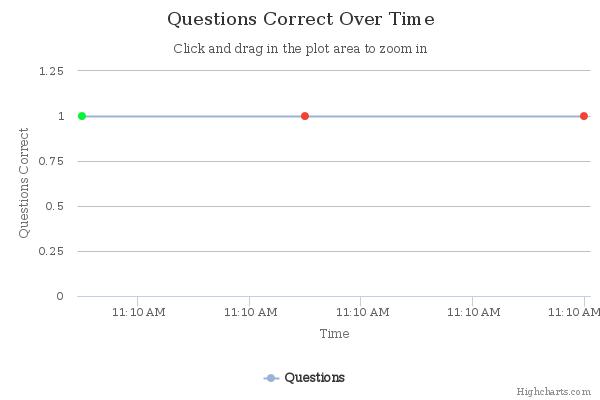 Questions Correct Over Time
Click and drag in the plot area to zoom in
Questions Correct
1.25
1
0.75
0.5
0.25
0
11:10 AM 11:10 AM 11:10 AM 11:10 AM 11:10 AM
Time
Questions
Highcharts.com